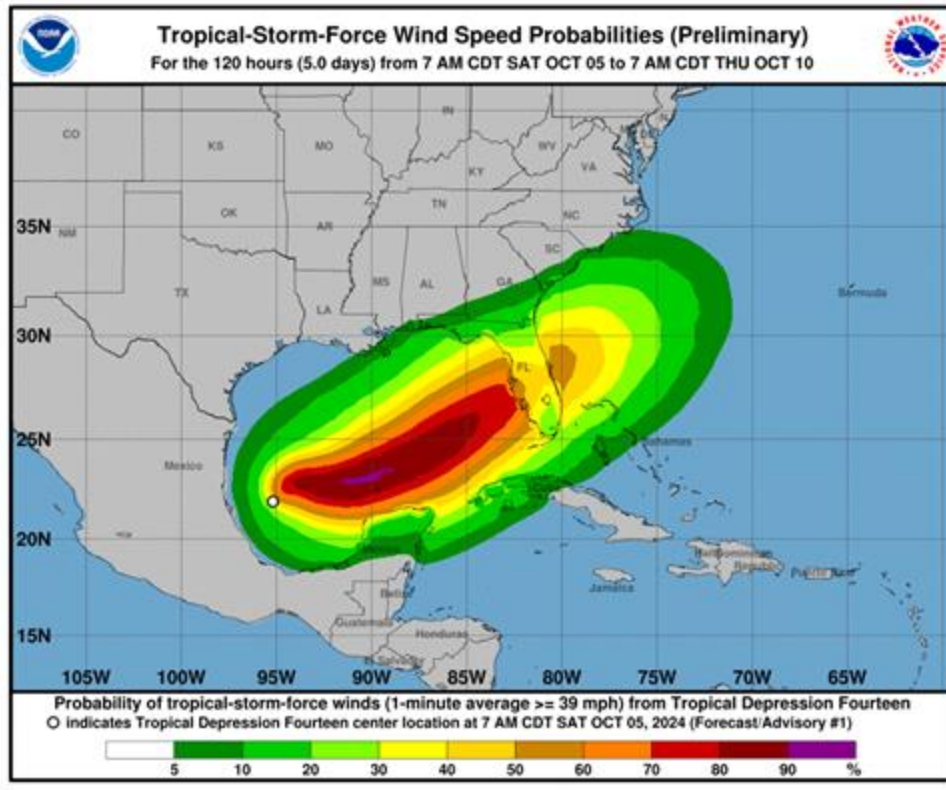 NOAA
Tropical-Storm-Force Wind Speed Probabilities (Preliminary)
For the 120 hours (5.0 days) from 7 AM CDT SAT OCT 05 to 7 AM CDT THU OCT 10
CO
KS
MO
IN
KY
WV
VA
35N
NM
OK
AR
TN
NC
SC
TX
LA
MS
AL
GA
Bermuda
30N
FL
25N
Mexico
Bahamas
20N
Jamaica
Puerto Rico
Belize
15N
Guatemala
Honduras
El Salvador
105W
100W
95W
90W
85W
80W
75W
70W
65W
Probability of tropical-storm-force winds (1-minute average >= 39 mph) from Tropical Depression Fourteen
indicates Tropical Depression Fourteen center location at 7 AM CDT SAT OCT 05, 2024 (Forecast/Advisory #1)
5 10 20 30 40 50 60 70 80 90 %